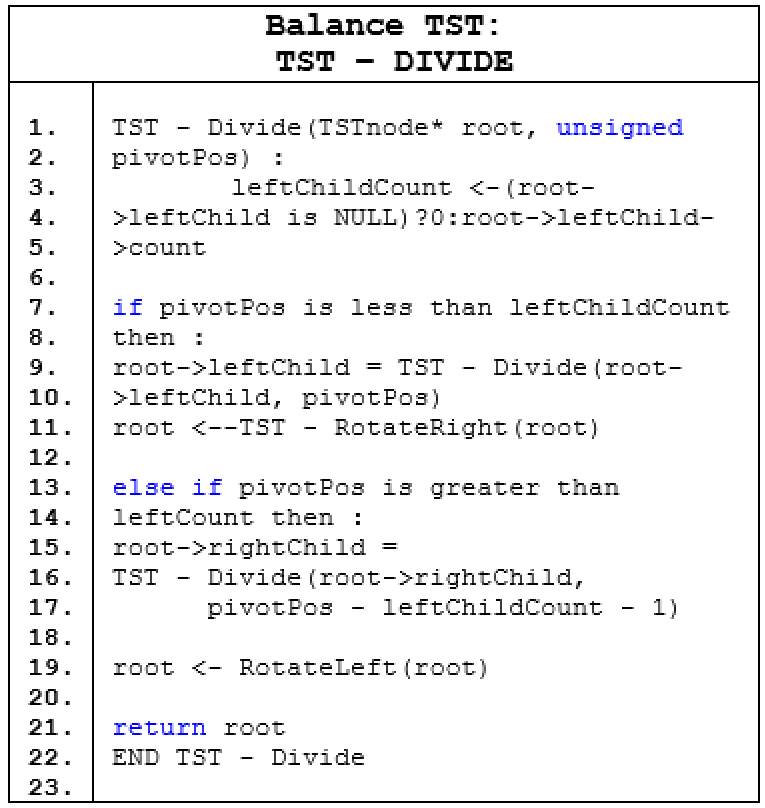 Balance TST:
TST – DIVIDE
1. TST - Divide(TSTnode* root, unsigned
2. pivotPos) :
3. leftChildCount <-(root-
4. >leftChild is NULL)?0:root->leftChild-
5. >count
6.
7. if pivotPos is less than leftChildCount
8. then :
9. root->leftChild = TST - Divide(root-
10. >leftChild, pivotPos)
11. root <--TST - RotateRight(root)
12.
13. else if pivotPos is greater than
14. leftCount then :
15. root->rightChild =
16. TST - Divide(root->rightChild,
17. pivotPos - leftChildCount - 1)
18.
19. root <- RotateLeft(root)
20.
21. return root
22. END TST - Divide
23.